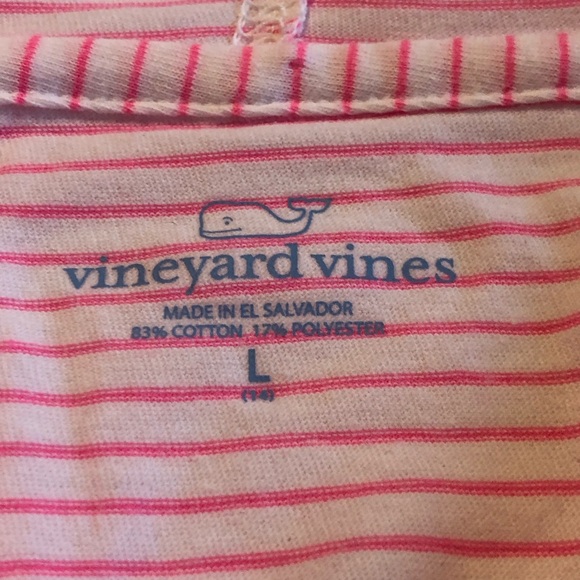 vineyard vines
MADE IN EL SALVADOR
83% COTTON 17% POLYESTER
L
(14)